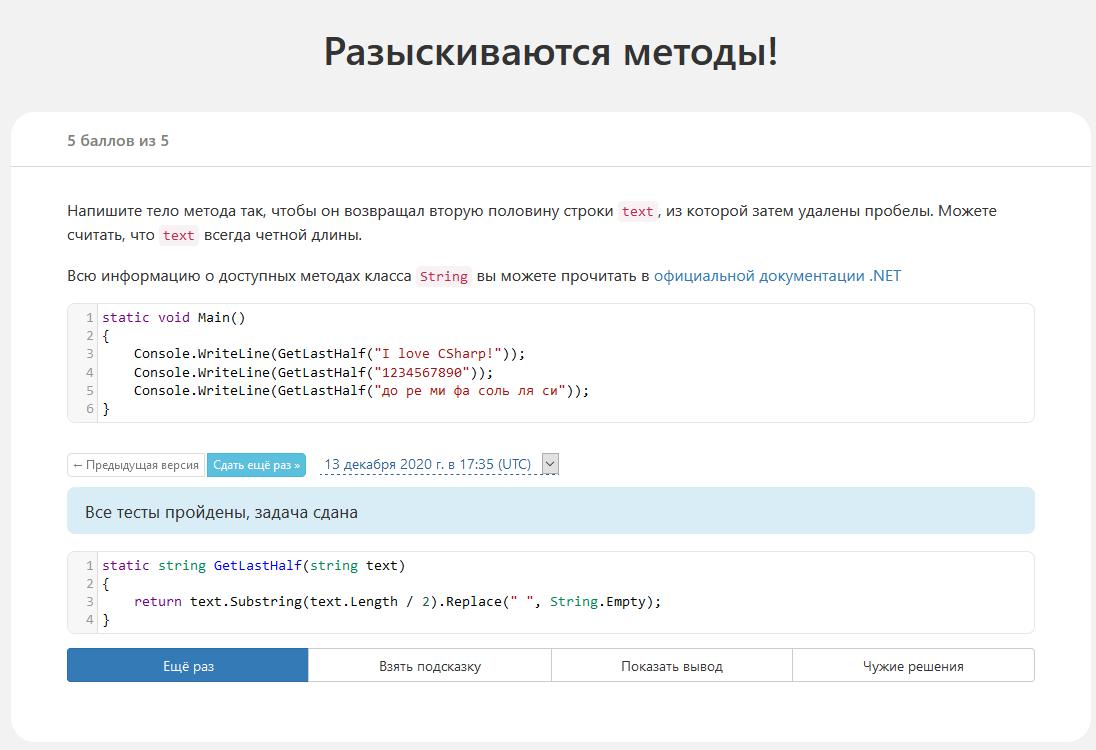 Разыскиваются методы!
5 баллов из 5
Напишите тело метода так, чтобы он возвращал вторую половину строки text, из которой затем удалены пробелы. Можете
считать, что text всегда четной длины.
Всю информацию о доступных методах класса String вы можете прочитать в официальной документации .NET
1 static void Main()
2 {
3     Console.WriteLine(GetLastHalf("I love CSharp!"));
4     Console.WriteLine(GetLastHalf("1234567890"));
5     Console.WriteLine(GetLastHalf("до ре ми фа соль ля си"));
6 }
← Предыдущая версия Сдать ещё раз » 13 декабря 2020 г. в 17:35 (UTC)
Все тесты пройдены, задача сдана
1 static string GetLastHalf(string text)
2 {
3     return text.Substring(text.Length / 2).Replace(" ", String.Empty);
4 }
Ещё раз Взять подсказку Показать вывод Чужие решения